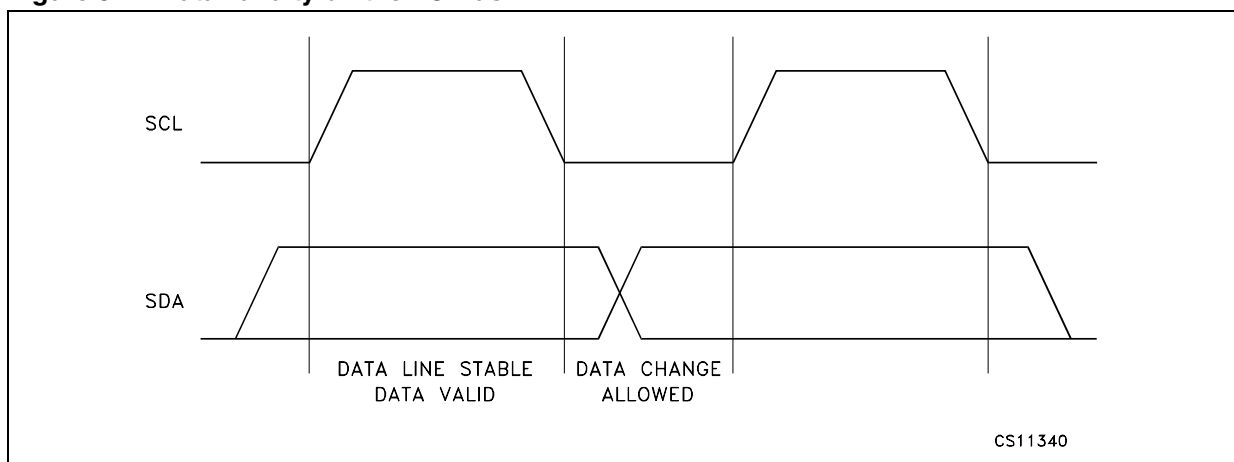 SCL
SDA
DATA LINE STABLE
DATA VALID
DATA CHANGE
ALLOWED
CS11340